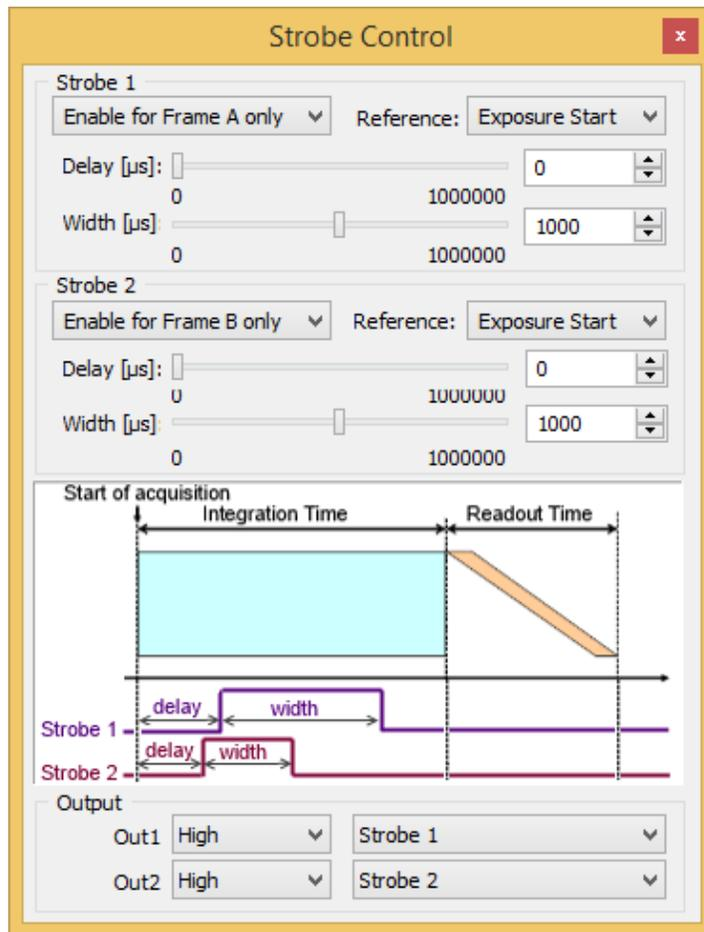 Strobe Control
x
Strobe 1
Enable for Frame A only Reference: Exposure Start
Delay [µs]: 0
0 1000000
Width [µs]: 1000
0 1000000
Strobe 2
Enable for Frame B only Reference: Exposure Start
Delay [µs]: 0
0 1000000
Width [µs]: 1000
0 1000000
Start of acquisition
Integration Time Readout Time
delay width
Strobe 1
delay width
Strobe 2
Output
Out1 High Strobe 1
Out2 High Strobe 2